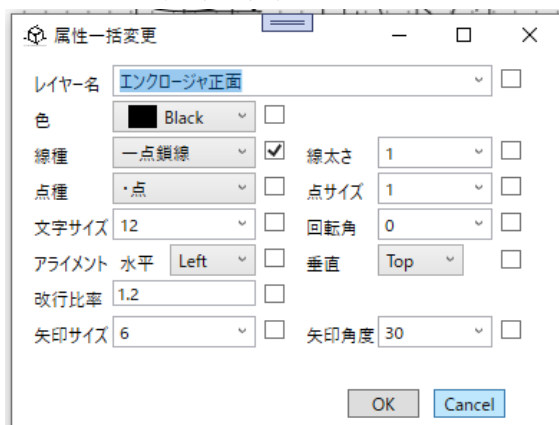 属性一括変更
レイヤー名 エンクロージャ正面
色 Black
線種 一点鎖線 線太さ 1
点種 ・点 点サイズ 1
文字サイズ 12 回転角 0
アライメント 水平 Left 垂直 Top
改行比率 1.2
矢印サイズ 6 矢印角度 30
OK Cancel